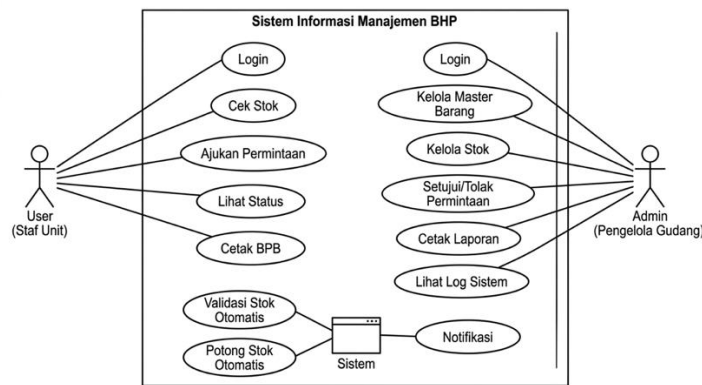 Sistem Informasi Manajemen BHP
Login
Cek Stok
Ajukan Permintaan
Lihat Status
Cetak BPB
User
(Staf Unit)
Login
Kelola Master
Barang
Kelola Stok
Setujui/Tolak
Permintaan
Cetak Laporan
Lihat Log Sistem
Admin
(Pengelola Gudang)
Validasi Stok
Otomatis
Potong Stok
Otomatis
Sistem
Notifikasi